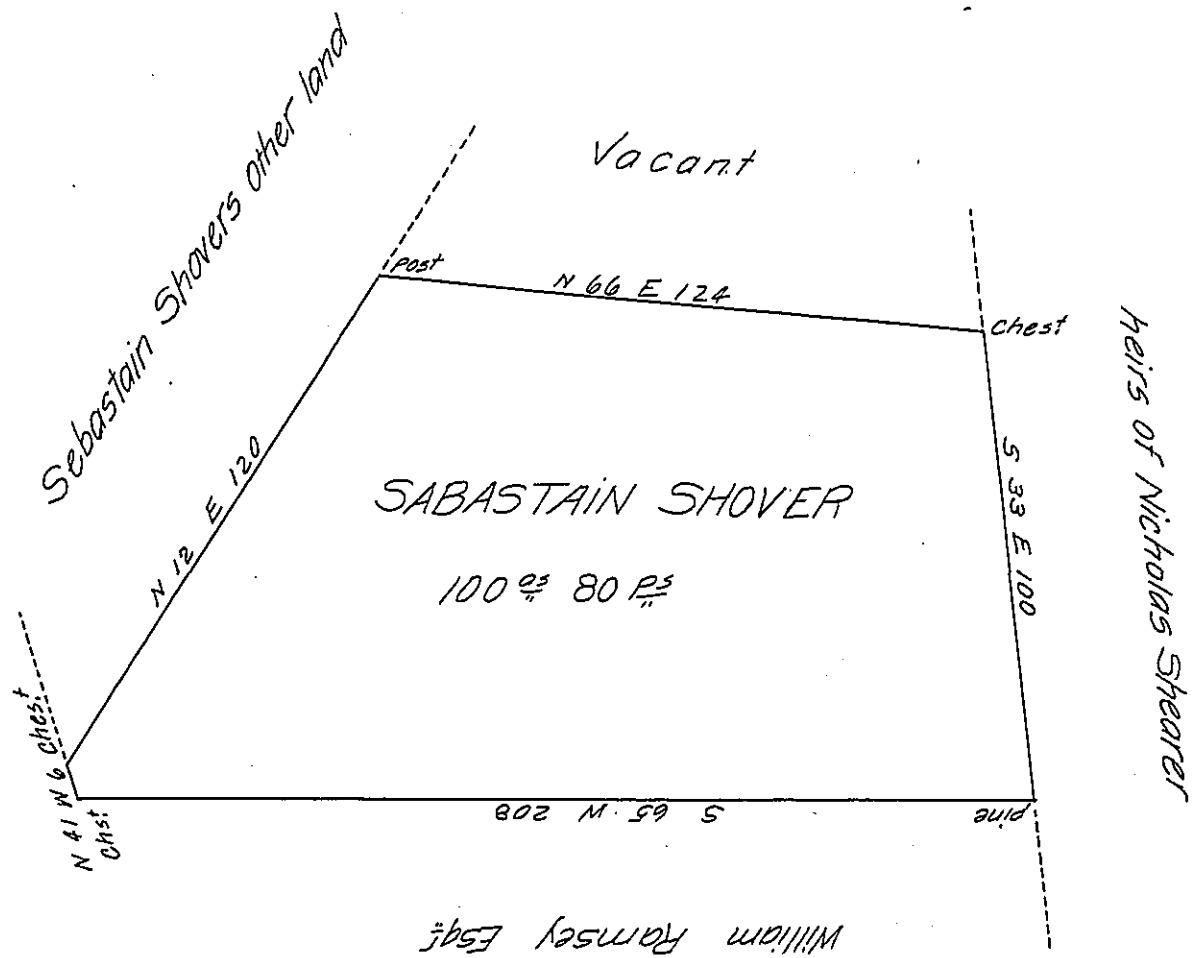 Sebastain Shovers other land
Vacant
Post
N 66 E 124
Chest
heirs of Nicholas Shearer
S 33 E 100
N 12 E 120
SABASTAIN SHOVER
100 as 80 Ps
Chest
N 41 W 6
Chst
S 65 W 208
pine
William Ramsey Esqr